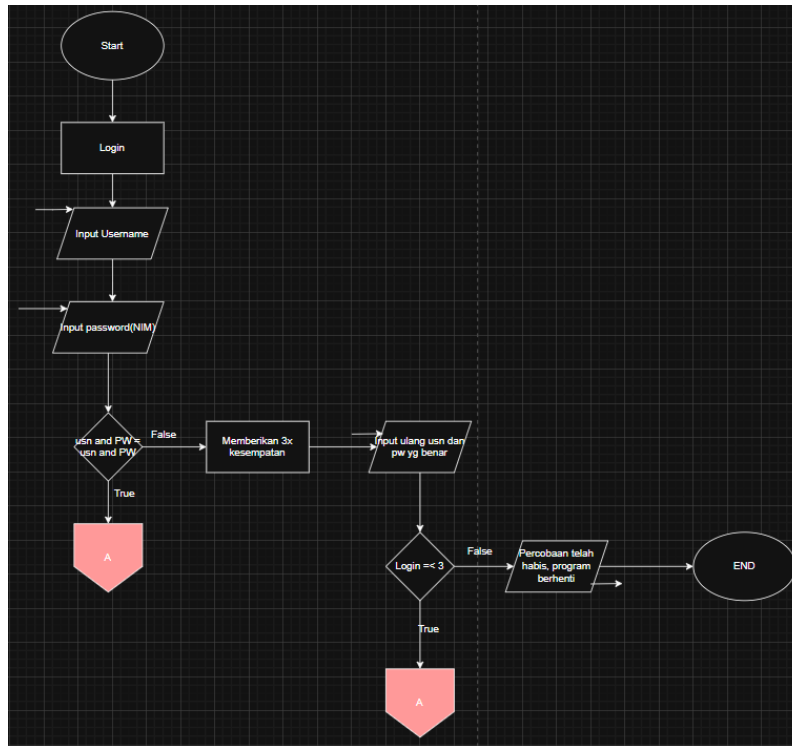 Start
Login
Input Username
Input password(NIM)
usn and PW =
usn and PW
False
Memberikan 3x
kesempatan
Input ulang usn dan
pw yg benar
True
A
Login =< 3
False
Percobaan telah
habis, program
berhenti
END
True
A